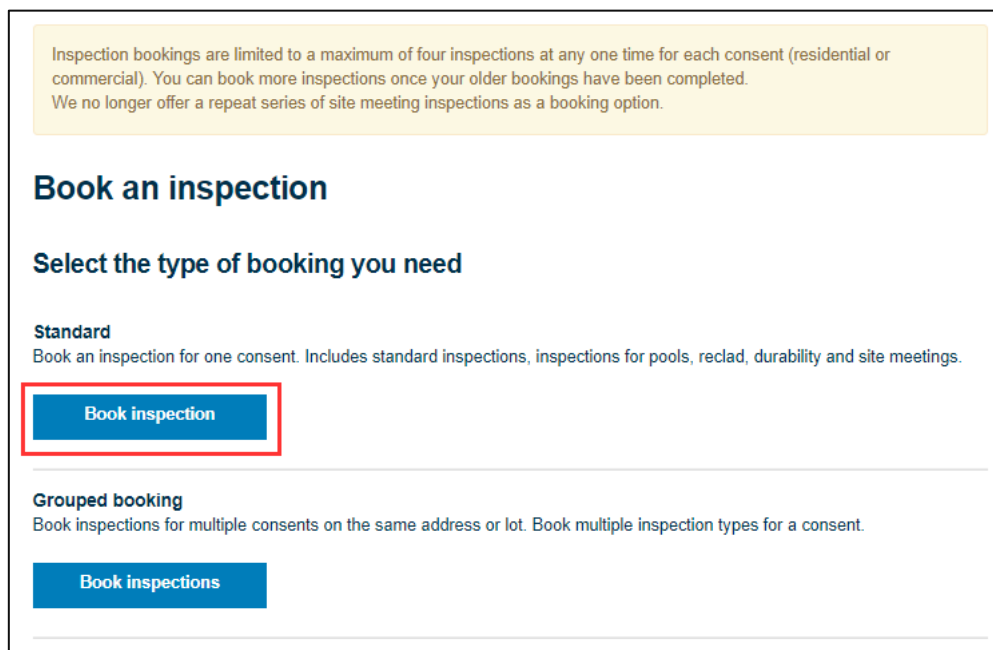 Inspection bookings are limited to a maximum of four inspections at any one time for each consent (residential or
commercial). You can book more inspections once your older bookings have been completed.
We no longer offer a repeat series of site meeting inspections as a booking option.
Book an inspection
Select the type of booking you need
Standard
Book an inspection for one consent. Includes standard inspections, inspections for pools, reclad, durability and site meetings.
Book inspection
Grouped booking
Book inspections for multiple consents on the same address or lot. Book multiple inspection types for a consent.
Book inspections